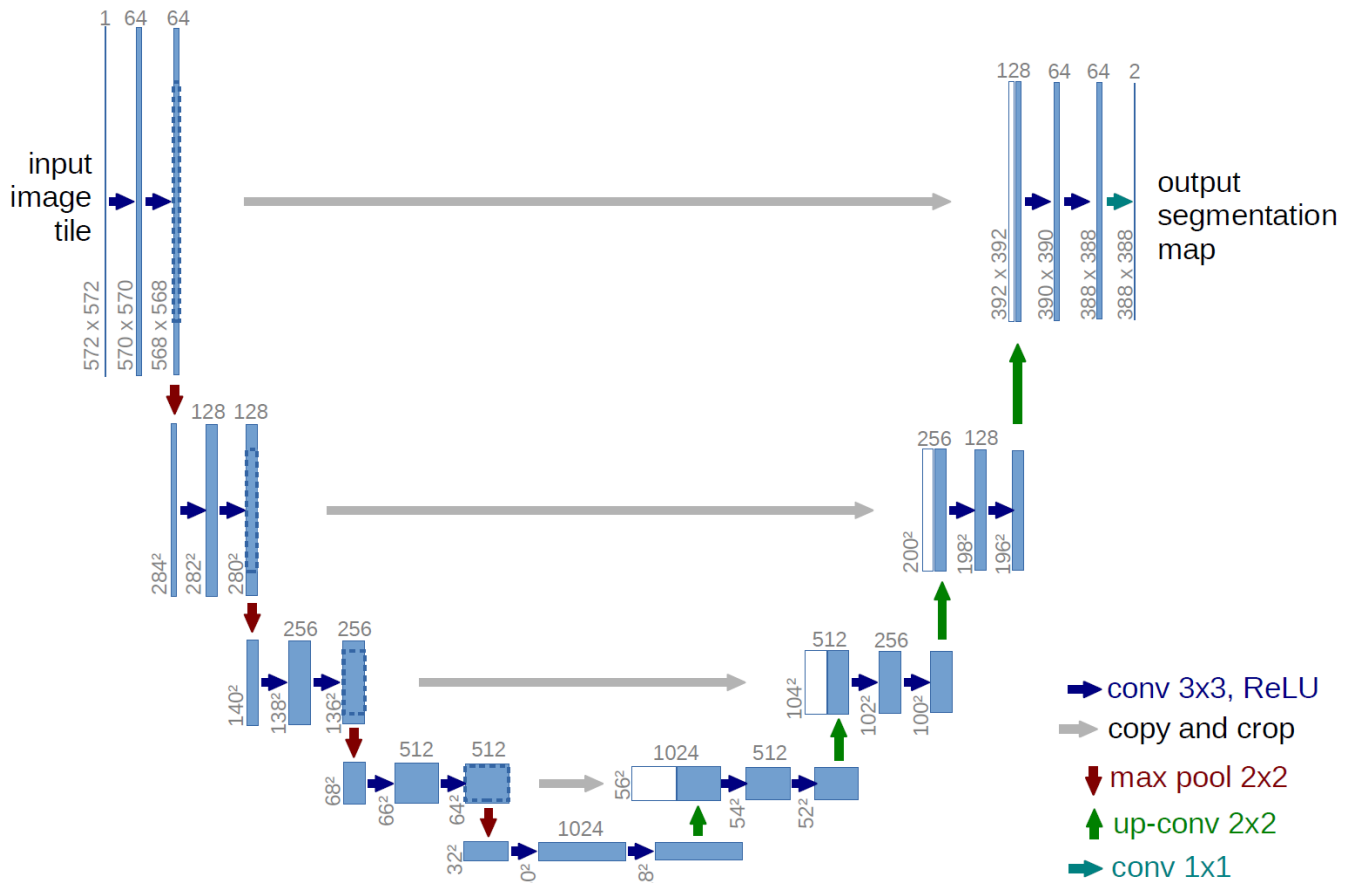 1 64 64
128 64 64 2
input
image
tile
output
segmentation
map
572 x 572
570 x 570
568 x 568
392 x 392
390 x 390
388 x 388
388 x 388
128 128
256 128
284²
282²
280²
200²
198²
196²
256 256
512 256
140²
138²
136²
104²
102²
100²
512 512
1024 512
68²
66²
64²
56²
54²
52²
1024
32²
0²
8²
conv 3x3, ReLU
copy and crop
max pool 2x2
up-conv 2x2
conv 1x1